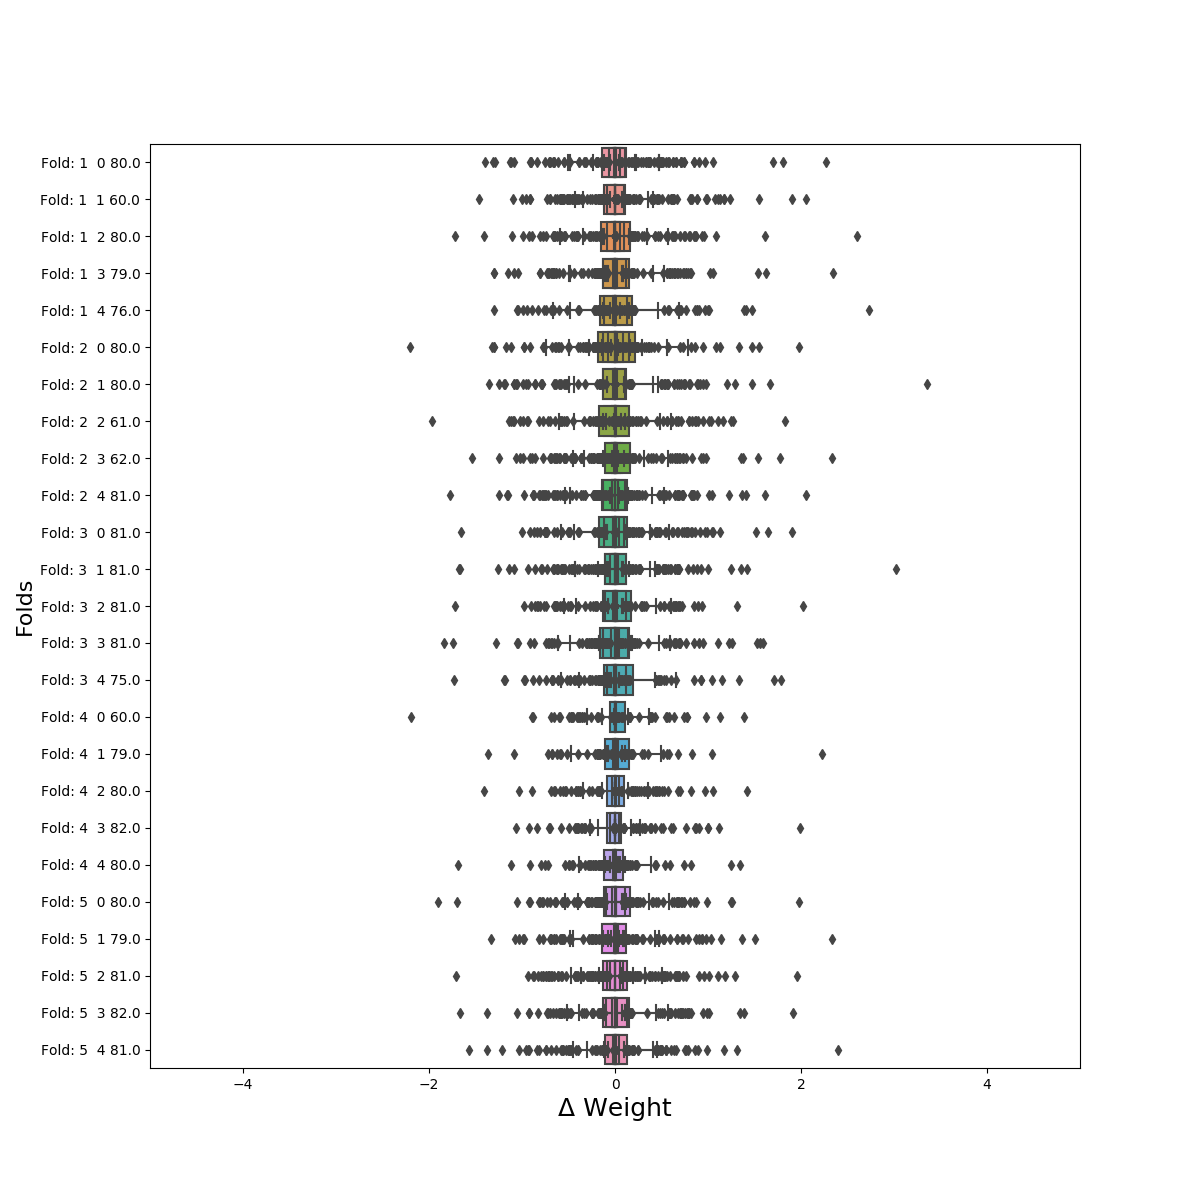 Fold: 1  0 80.0
Fold: 1  1 60.0
Fold: 1  2 80.0
Fold: 1  3 79.0
Fold: 1  4 76.0
Fold: 2  0 80.0
Fold: 2  1 80.0
Fold: 2  2 61.0
Fold: 2  3 62.0
Fold: 2  4 81.0
Fold: 3  0 81.0
Fold: 3  1 81.0
Fold: 3  2 81.0
Fold: 3  3 81.0
Fold: 3  4 75.0
Fold: 4  0 60.0
Fold: 4  1 79.0
Fold: 4  2 80.0
Fold: 4  3 82.0
Fold: 4  4 80.0
Fold: 5  0 80.0
Fold: 5  1 79.0
Fold: 5  2 81.0
Fold: 5  3 82.0
Fold: 5  4 81.0
Folds
−4 −2 0 2 4
Δ Weight